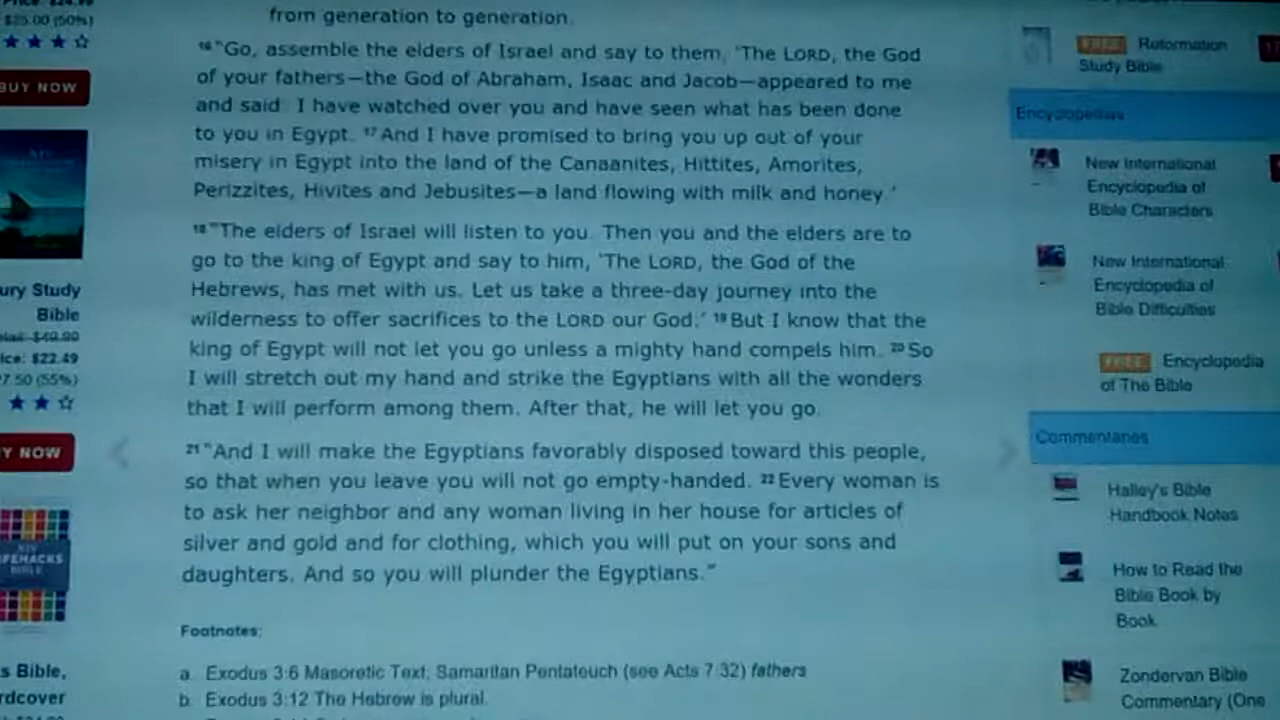 Price: $24.99
$25.00 (50%)
BUY NOW
ury Study
Bible
$49.99
ice: $22.49
7.50 (55%)
Y NOW
NIV
FEHACKS
BIBLE
s Bible,
rdcover
from generation to generation.
16 "Go, assemble the elders of Israel and say to them, 'The LORD, the God
of your fathers—the God of Abraham, Isaac and Jacob—appeared to me
and said: I have watched over you and have seen what has been done
to you in Egypt. 17 And I have promised to bring you up out of your
misery in Egypt into the land of the Canaanites, Hittites, Amorites,
Perizzites, Hivites and Jebusites—a land flowing with milk and honey.'
18 "The elders of Israel will listen to you. Then you and the elders are to
go to the king of Egypt and say to him, 'The LORD, the God of the
Hebrews, has met with us. Let us take a three-day journey into the
wilderness to offer sacrifices to the LORD our God.' 19 But I know that the
king of Egypt will not let you go unless a mighty hand compels him. 20 So
I will stretch out my hand and strike the Egyptians with all the wonders
that I will perform among them. After that, he will let you go.
21 "And I will make the Egyptians favorably disposed toward this people,
so that when you leave you will not go empty-handed. 22 Every woman is
to ask her neighbor and any woman living in her house for articles of
silver and gold and for clothing, which you will put on your sons and
daughters. And so you will plunder the Egyptians."
Footnotes:
a. Exodus 3:6 Masoretic Text; Samaritan Pentateuch (see Acts 7:32) fathers
b. Exodus 3:12 The Hebrew is plural.
FREE Reformation
Study Bible
Encyclopedias
New International
Encyclopedia of
Bible Characters
New International
Encyclopedia of
Bible Difficulties
FREE Encyclopedia
of The Bible
Commentaries
Halley's Bible
Handbook Notes
How to Read the
Bible Book by
Book
Zondervan Bible
Commentary (One